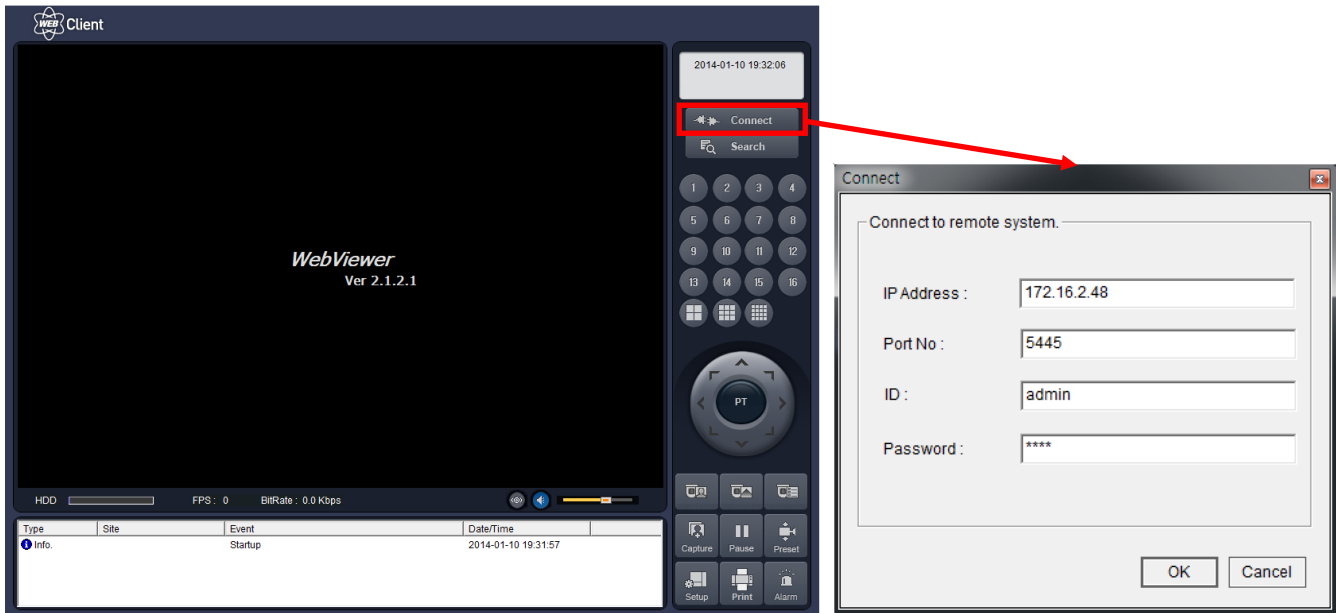 WEB Client
2014-01-10 19:32:06
Connect
Search
1 2 3 4
5 6 7 8
9 10 11 12
13 14 15 16
WebViewer
Ver 2.1.2.1
PT
HDD FPS : 0 BitRate : 0.0 Kbps
Type Site Event Date/Time
Info. Startup 2014-01-10 19:31:57
Capture Pause Preset
Setup Print Alarm
Connect
Connect to remote system.
IP Address : 172.16.2.48
Port No : 5445
ID : admin
Password : ****
OK Cancel